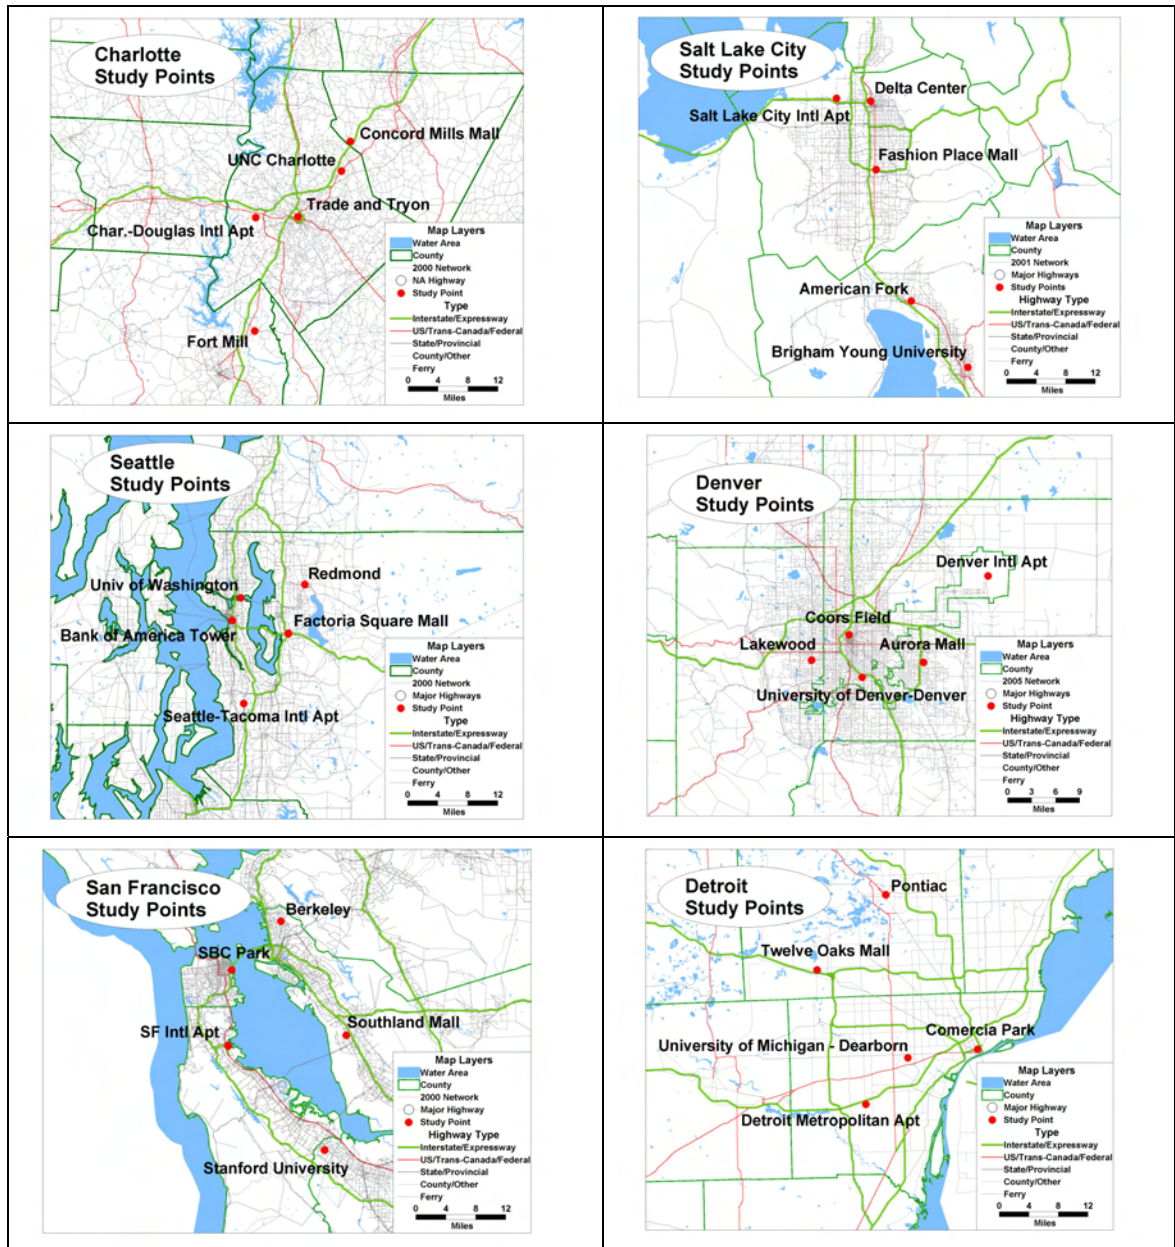 Charlotte
Study Points
Concord Mills Mall
UNC Charlotte
Trade and Tryon
Char.-Douglas Intl Apt
Fort Mill
Map Layers
Water Area
County
2000 Network
NA Highway
Study Point
Type
Interstate/Expressway
US/Trans-Canada/Federal
State/Provincial
County/Other
Ferry
0 4 8 12
Miles
Salt Lake City
Study Points
Delta Center
Salt Lake City Intl Apt
Fashion Place Mall
American Fork
Brigham Young University
Map Layers
Water Area
County
2001 Network
Major Highways
Study Points
Highway Type
Interstate/Expressway
US/Trans-Canada/Federal
State/Provincial
County/Other
Ferry
0 4 8 12
Miles
Seattle
Study Points
Univ of Washington
Redmond
Bank of America Tower
Factoria Square Mall
Seattle-Tacoma Intl Apt
Map Layers
Water Area
County
2000 Network
Major Highways
Study Point
Type
Interstate/Expressway
US/Trans-Canada/Federal
State/Provincial
County/Other
Ferry
0 4 8 12
Miles
Denver
Study Points
Denver Intl Apt
Coors Field
Lakewood
Aurora Mall
University of Denver-Denver
Map Layers
Water Area
County
2005 Network
Major Highways
Study Points
Highway Type
Interstate/Expressway
US/Trans-Canada/Federal
State/Provincial
County/Other
Ferry
0 3 6 9
Miles
San Francisco
Study Points
Berkeley
SBC Park
SF Intl Apt
Southland Mall
Stanford University
Map Layers
Water Area
County
2000 Network
Major Highway
Study Point
Highway Type
Interstate/Expressway
US/Trans-Canada/Federal
State/Provincial
County/Other
Ferry
0 4 8 12
Miles
Detroit
Study Points
Pontiac
Twelve Oaks Mall
Comercia Park
University of Michigan - Dearborn
Detroit Metropolitan Apt
Map Layers
Water Area
County
2000 Network
Major Highway
Study Point
Type
Interstate/Expressway
US/Trans-Canada/Federal
State/Provincial
County/Other
Ferry
0 4 8 12
Miles